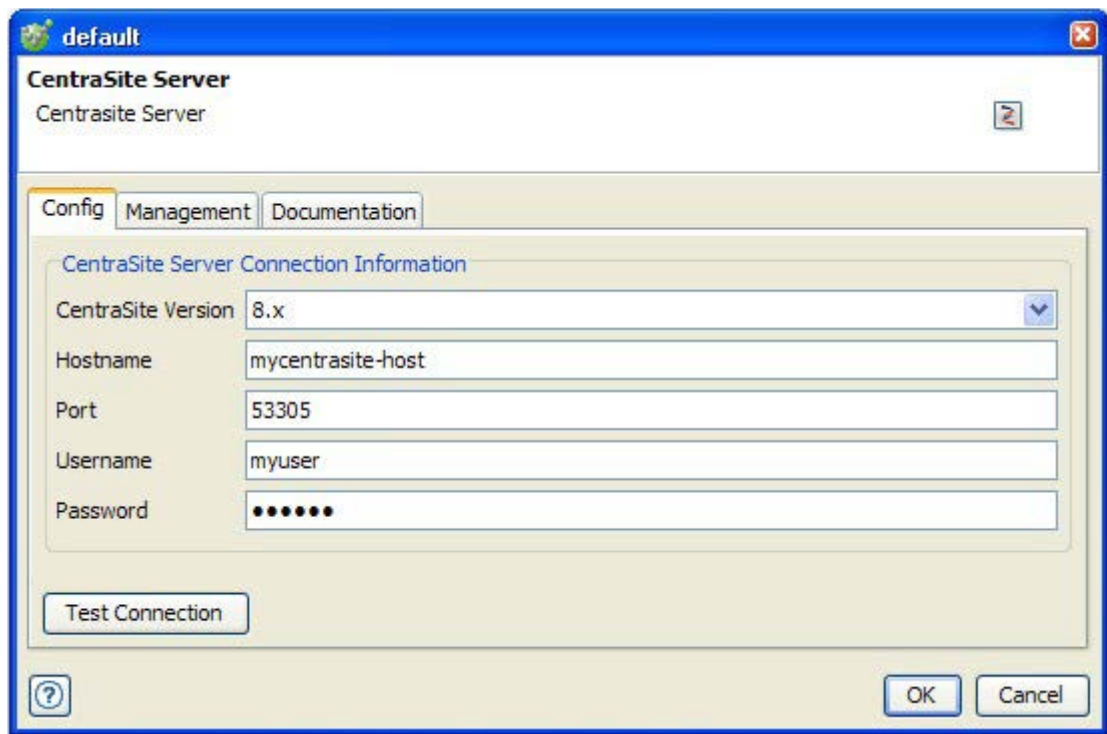 default
CentraSite Server
Centrasite Server
Config Management Documentation
CentraSite Server Connection Information
CentraSite Version 8.x
Hostname mycentrasite-host
Port 53305
Username myuser
Password ●●●●●●
Test Connection
? OK Cancel